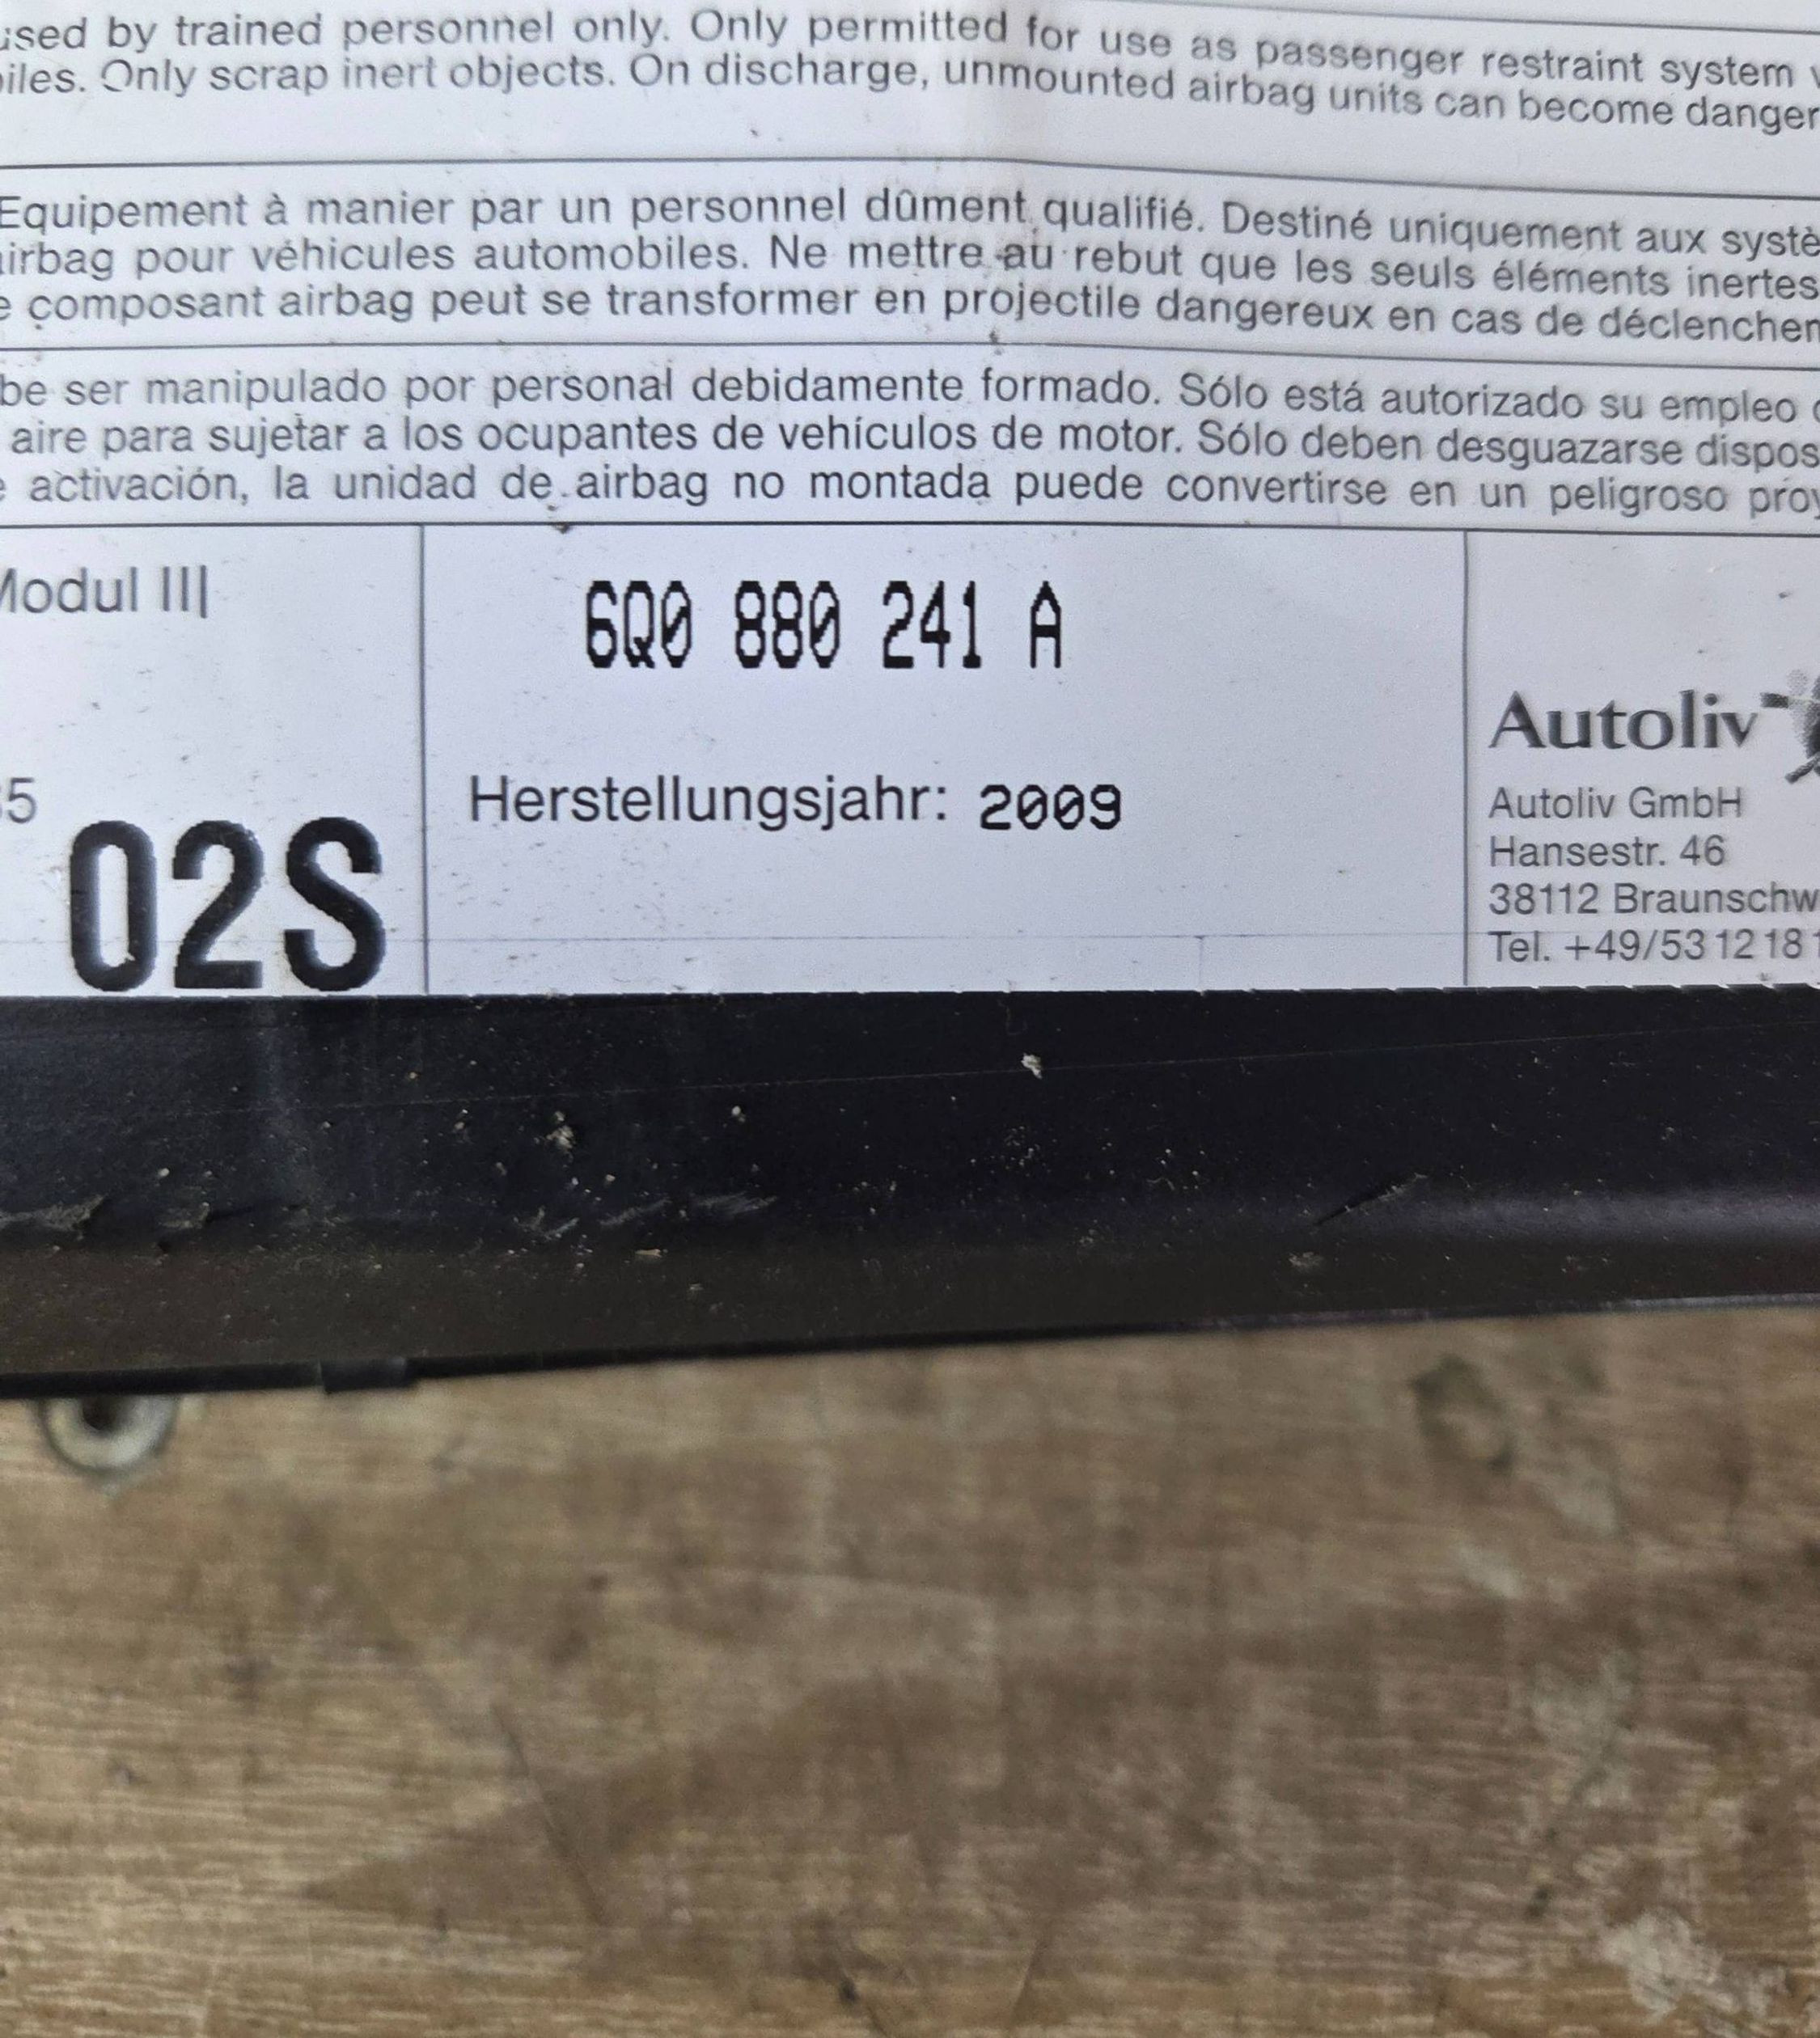 used by trained personnel only. Only permitted for use as passenger restraint system
iles. Only scrap inert objects. On discharge, unmounted airbag units can become danger
Equipement à manier par un personnel dûment qualifié. Destiné uniquement aux systè
airbag pour véhicules automobiles. Ne mettre au rebut que les seuls éléments inertes
e composant airbag peut se transformer en projectile dangereux en cas de déclenchem
be ser manipulado por personal debidamente formado. Sólo está autorizado su empleo
aire para sujetar a los ocupantes de vehículos de motor. Sólo deben desguazarse dispos
e activación, la unidad de airbag no montada puede convertirse en un peligroso proy
Modul III
5
02S
6Q0 880 241 A
Herstellungsjahr: 2009
Autoliv
Autoliv GmbH
Hansestr. 46
38112 Braunschw
Tel. +49/53 12 18 1